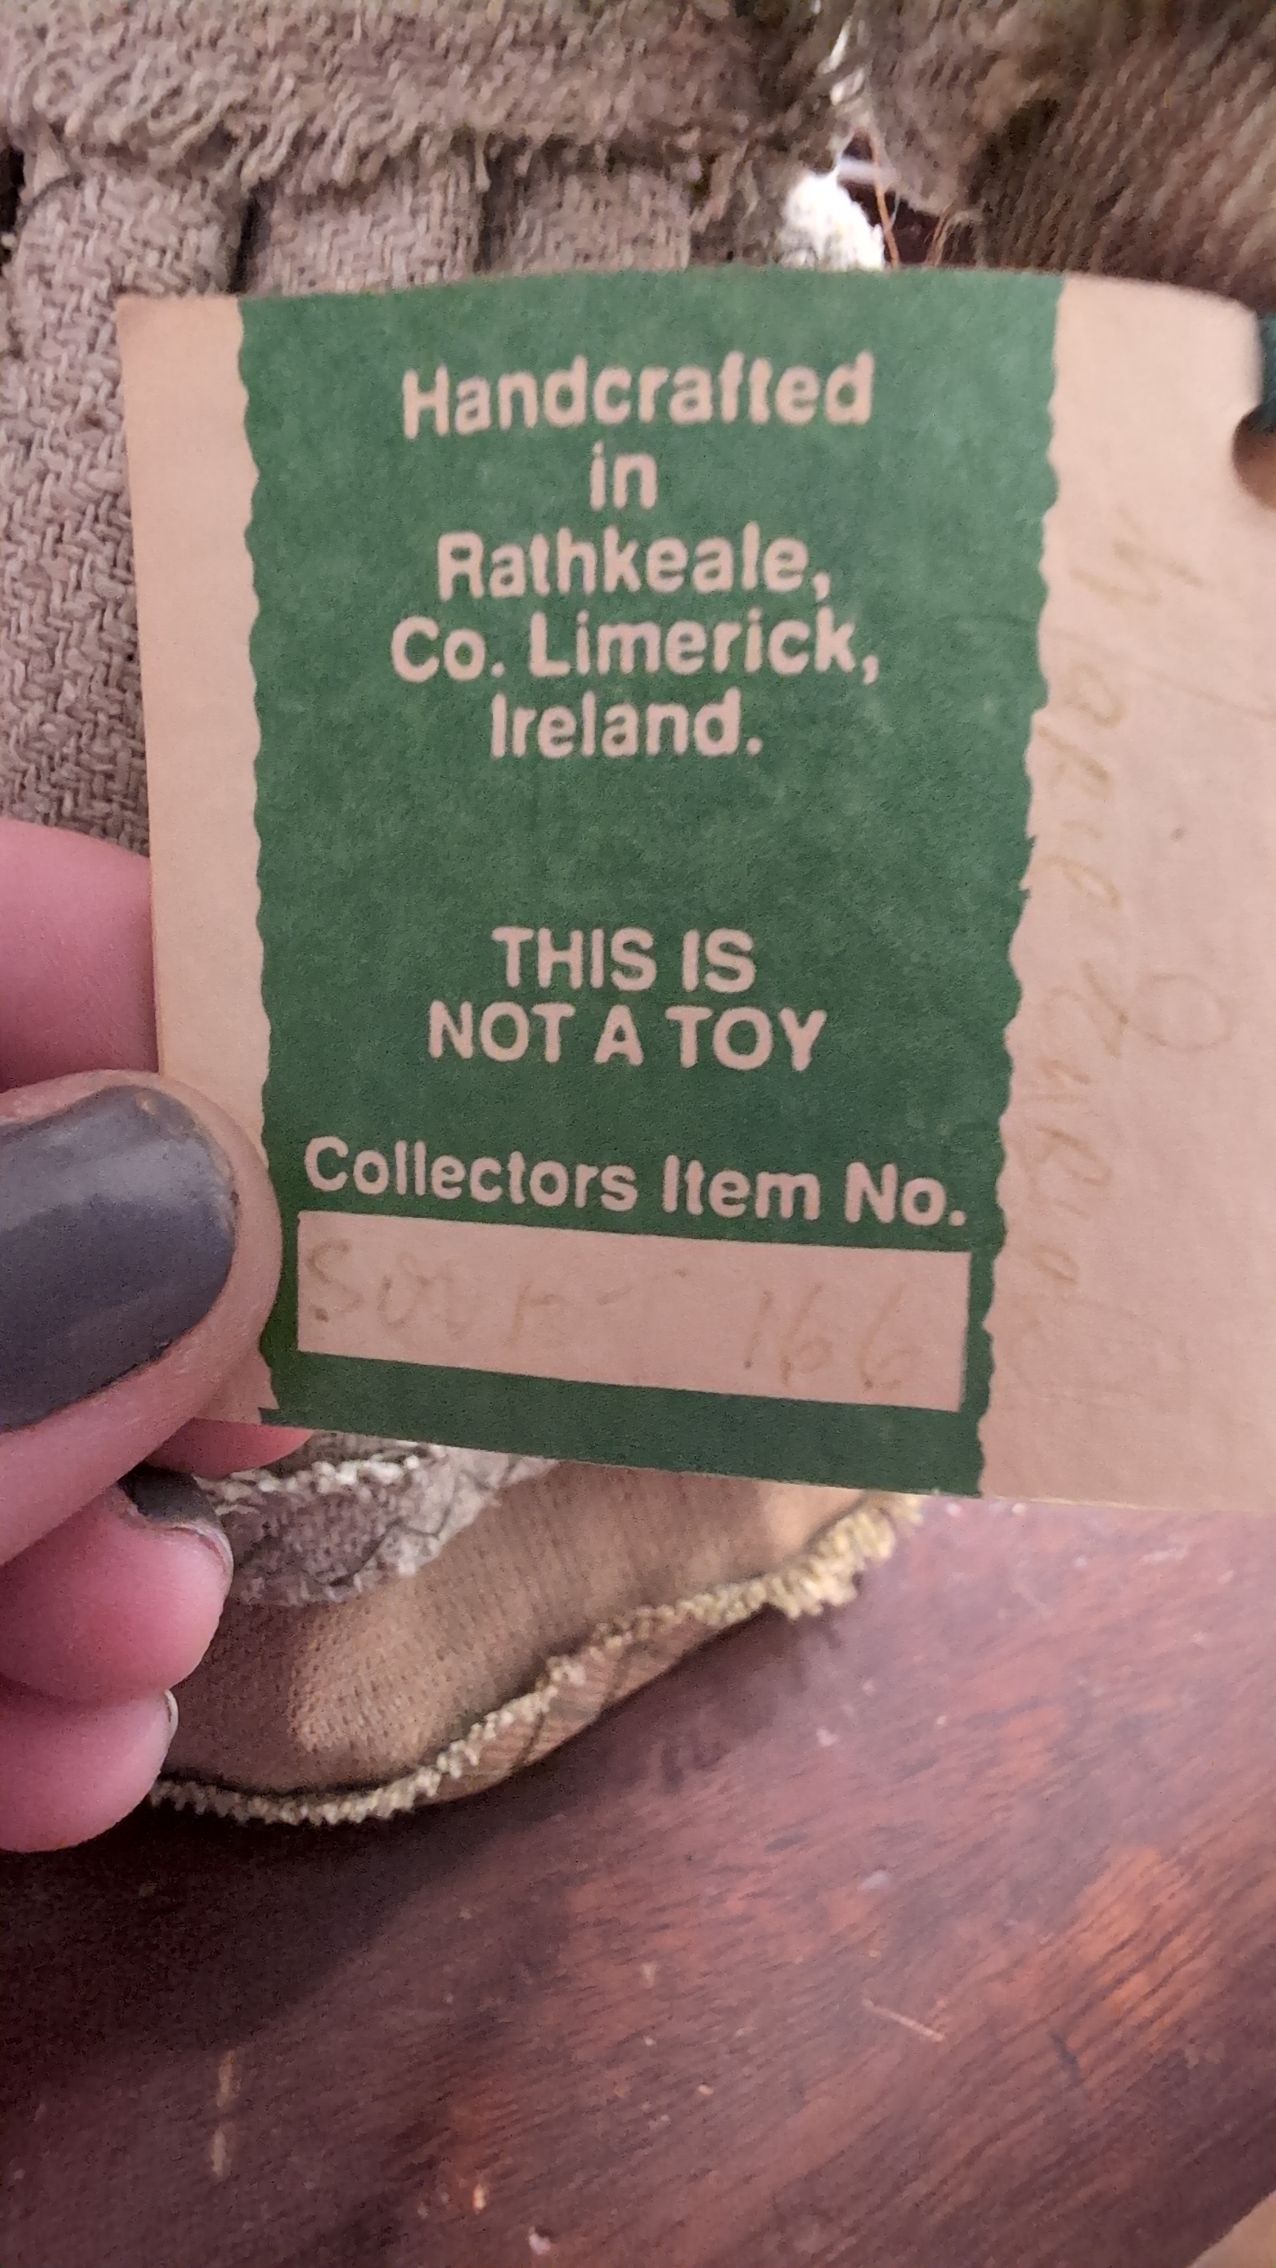 Handcrafted
in
Rathkeale,
Co. Limerick,
Ireland.
THIS IS
NOT A TOY
Collectors Item No.
166